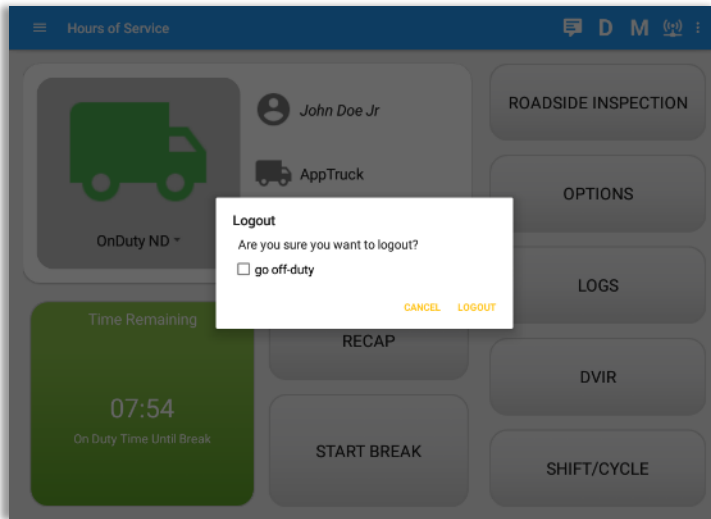 Hours of Service
D M
John Doe Jr
AppTruck
OnDuty ND
Logout
Are you sure you want to logout?
go off-duty
CANCEL LOGOUT
Time Remaining
07:54
On Duty Time Until Break
RECAP
START BREAK
ROADSIDE INSPECTION
OPTIONS
LOGS
DVIR
SHIFT/CYCLE